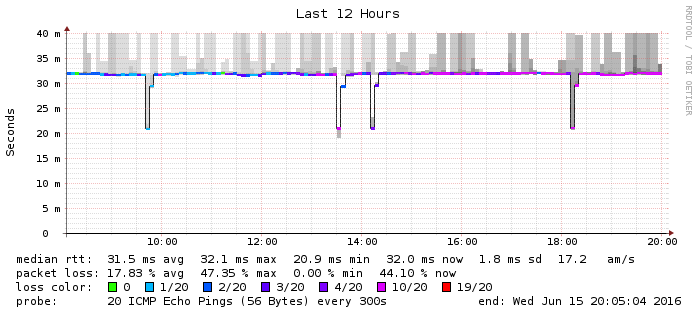 Last 12 Hours
RRDTOOL / TOBI OETIKER
Seconds
40 m
35 m
30 m
25 m
20 m
15 m
10 m
5 m
0
10:00 12:00 14:00 16:00 18:00 20:00
median rtt: 31.5 ms avg 32.1 ms max 20.9 ms min 32.0 ms now 1.8 ms sd 17.2 am/s
packet loss: 17.83 % avg 47.35 % max 0.00 % min 44.10 % now
loss color: 0 1/20 2/20 3/20 4/20 10/20 19/20
probe: 20 ICMP Echo Pings (56 Bytes) every 300s end: Wed Jun 15 20:05:04 2016